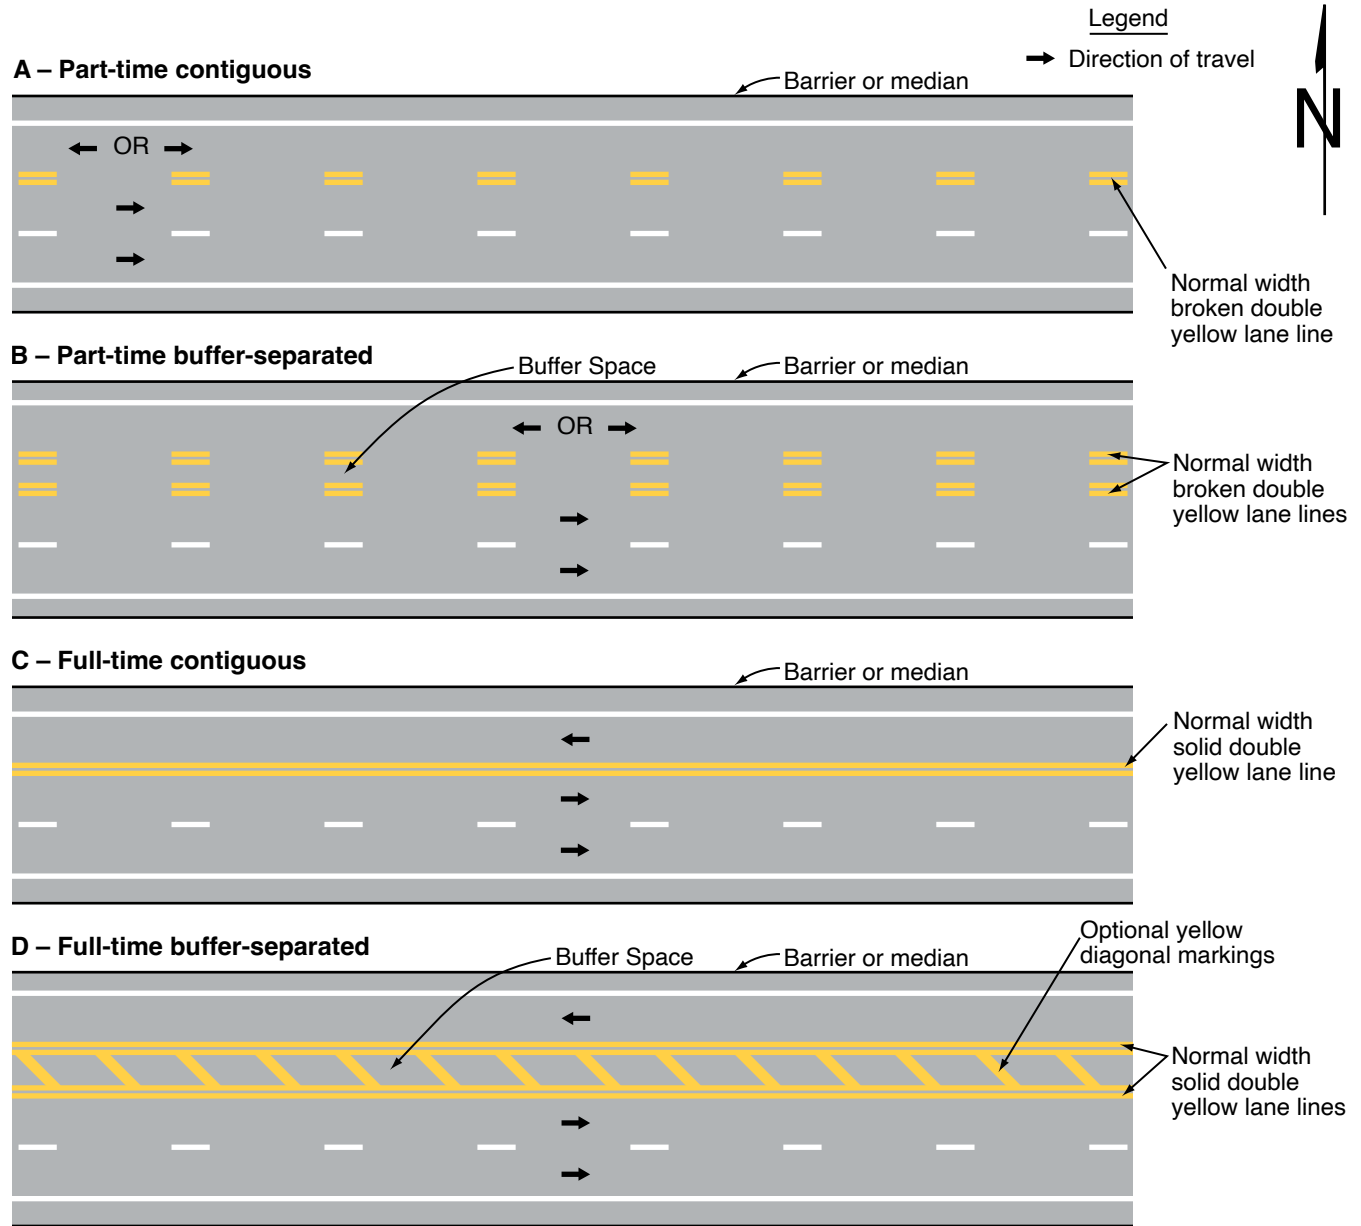 Legend
Direction of travel
N
A – Part-time contiguous
Barrier or median
OR
Normal width
broken double
yellow lane line
B – Part-time buffer-separated
Buffer Space
Barrier or median
OR
Normal width
broken double
yellow lane lines
C – Full-time contiguous
Barrier or median
Normal width
solid double
yellow lane line
D – Full-time buffer-separated
Buffer Space
Barrier or median
Optional yellow
diagonal markings
Normal width
solid double
yellow lane lines